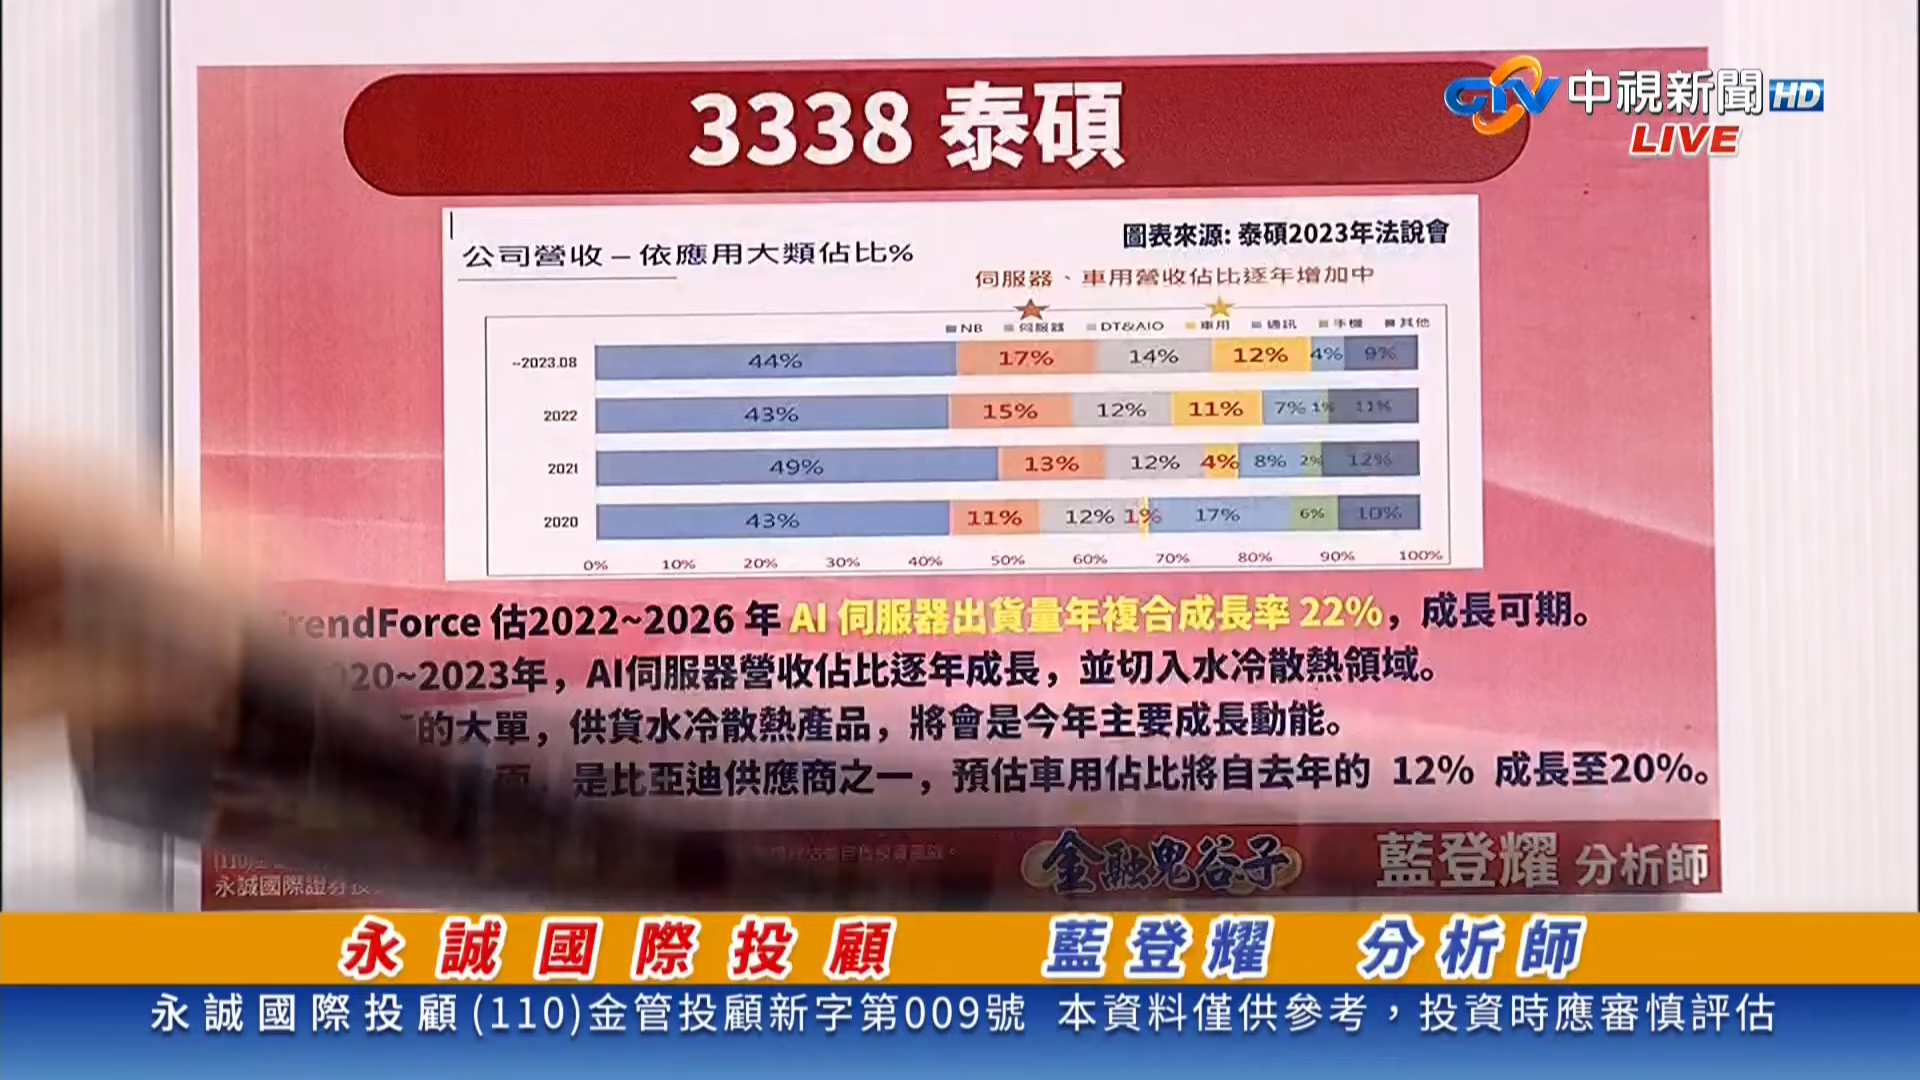 3338 泰碩
CTV 中視新聞 HD
LIVE
圖表來源: 泰碩2023年法說會
公司營收 – 依應用大類佔比%
伺服器、車用營收佔比逐年增加中
NB 伺服器 DT&AIO 車用 通訊 手機 其他
~2023.08 44% 17% 14% 12% 4% 9%
2022 43% 15% 12% 11% 7% 1% 11%
2021 49% 13% 12% 4% 8% 2% 12%
2020 43% 11% 12% 1% 17% 6% 10%
0% 10% 20% 30% 40% 50% 60% 70% 80% 90% 100%
rendForce 估2022~2026 年 AI 伺服器出貨量年複合成長率 22%，成長可期。
20~2023年，AI伺服器營收佔比逐年成長，並切入水冷散熱領域。
的大單，供貨水冷散熱產品，將會是今年主要成長動能。
是比亞迪供應商之一，預估車用佔比將自去年的 12% 成長至20%。
永誠國際證券投
金融鬼谷子
藍登耀 分析師
永誠國際投顧 藍登耀 分析師
永誠國際投顧(110)金管投顧新字第009號 本資料僅供參考，投資時應審慎評估